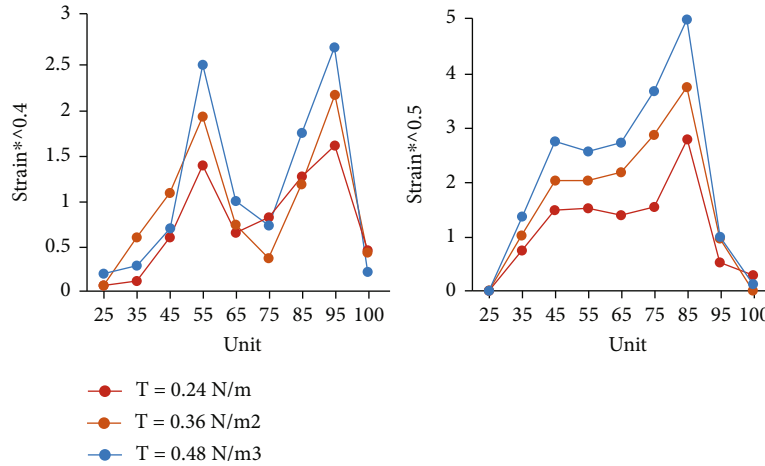 Strain*^0.4
3
2.5
2
1.5
1
0.5
0
25 35 45 55 65 75 85 95 100
Unit
Strain*^0.5
5
4
3
2
1
0
25 35 45 55 65 75 85 95 100
Unit
T = 0.24 N/m
T = 0.36 N/m2
T = 0.48 N/m3